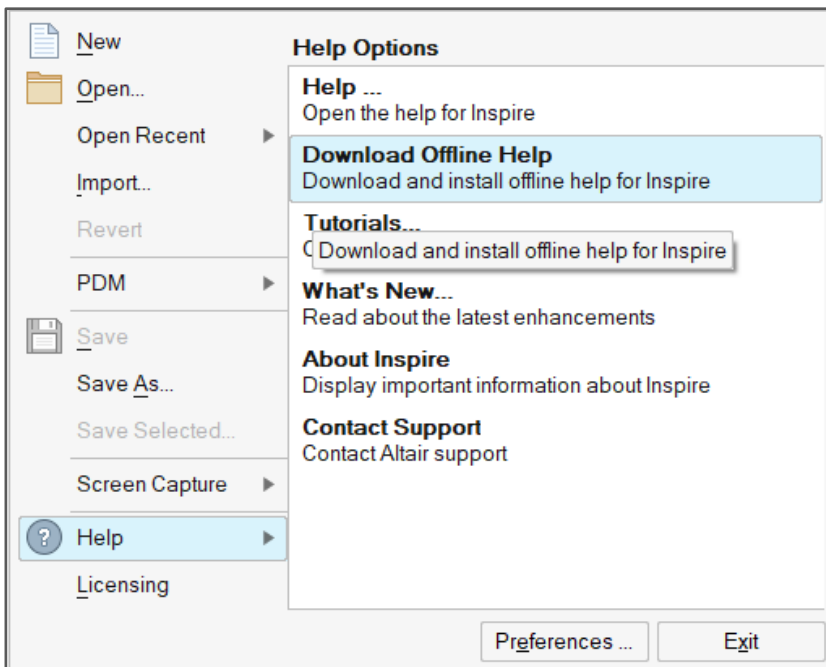 New
Open...
Open Recent
Import...
Revert
PDM
Save
Save As...
Save Selected...
Screen Capture
Help
Licensing
Help Options
Help ...
Open the help for Inspire
Download Offline Help
Download and install offline help for Inspire
Tutorials...
Download and install offline help for Inspire
What's New...
Read about the latest enhancements
About Inspire
Display important information about Inspire
Contact Support
Contact Altair support
Preferences ...
Exit